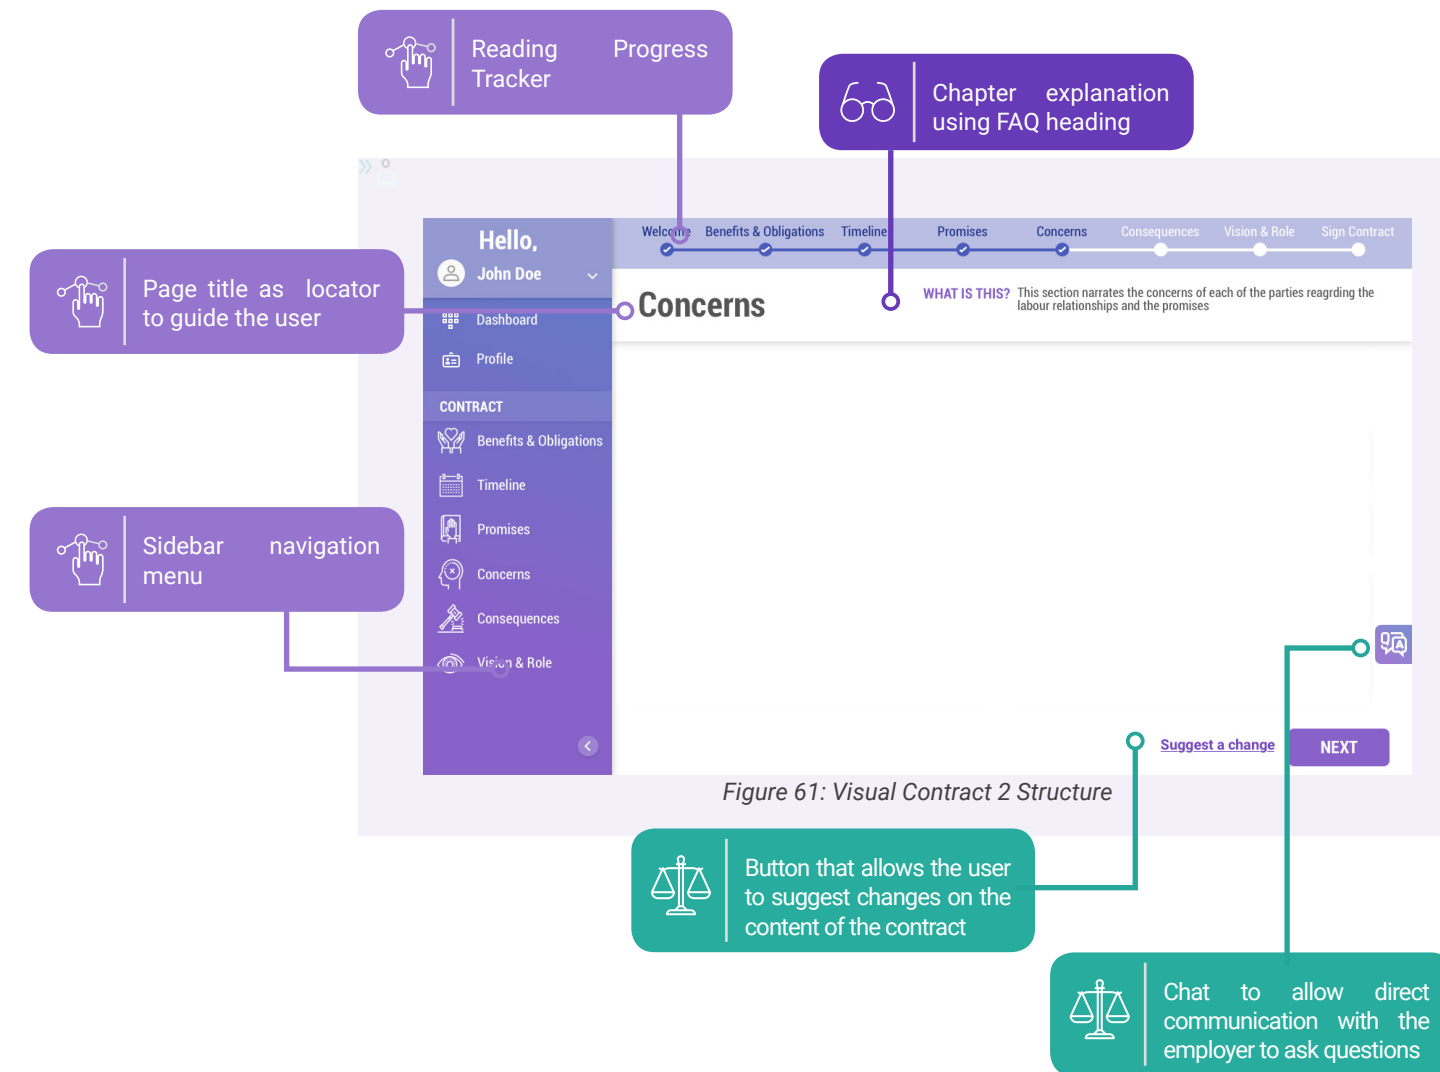 Reading Progress
Tracker
Chapter explanation
using FAQ heading
Hello,
John Doe
Welcome Benefits & Obligations Timeline Promises Concerns Consequences Vision & Role Sign Contract
Page title as locator
to guide the user
Dashboard
Profile
Concerns
WHAT IS THIS? This section narrates the concerns of each of the parties reagrding the
labour relationships and the promises
CONTRACT
Benefits & Obligations
Timeline
Promises
Concerns
Consequences
Vision & Role
Sidebar navigation
menu
Q A
Suggest a change NEXT
Figure 61: Visual Contract 2 Structure
Button that allows the user
to suggest changes on the
content of the contract
Chat to allow direct
communication with the
employer to ask questions